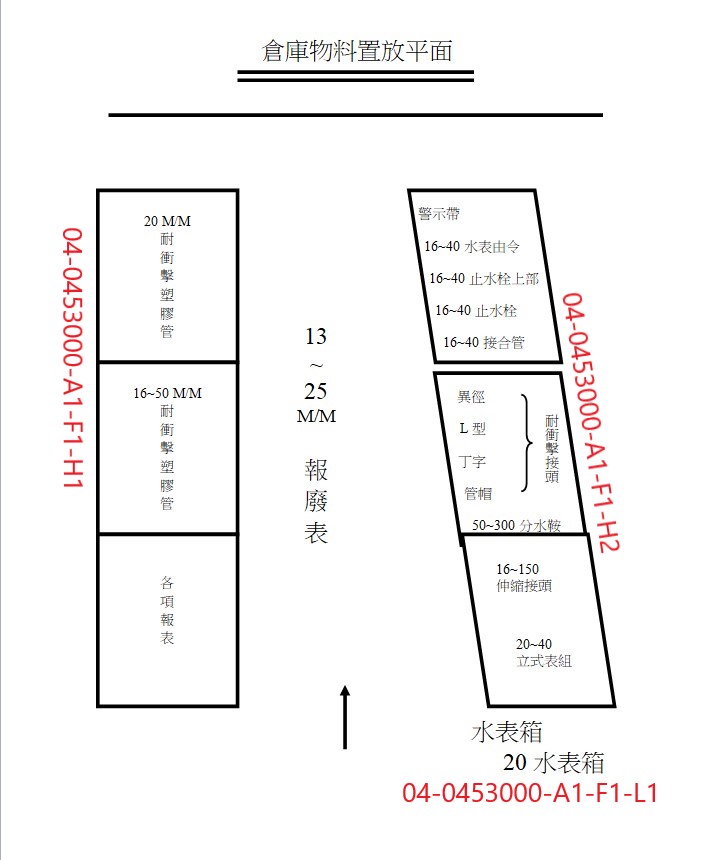 倉庫物料置放平面
04-0453000-A1-F1-H1
20 M/M
耐衝擊塑膠管
16~50 M/M
耐衝擊塑膠管
各項報表
13
~
25
M/M
報廢表
警示帶
16~40 水表由令
16~40 止水栓上部
16~40 止水栓
16~40 接合管
04-0453000-A1-F1-H2
異徑
L 型
丁字
管帽
耐衝擊接頭
50~300 分水鞍
16~150
伸縮接頭
20~40
立式表組
水表箱
20 水表箱
04-0453000-A1-F1-L1